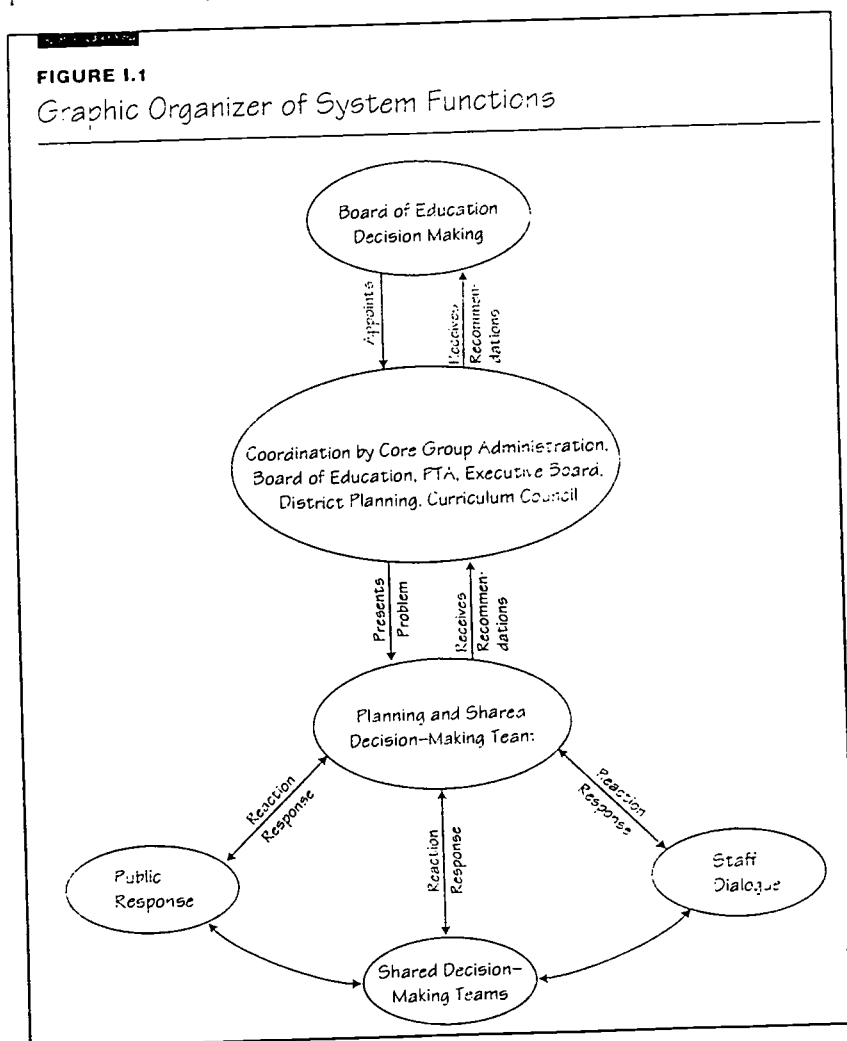 FIGURE I.1
Graphic Organizer of System Functions
Board of Education
Decision Making
Appoints
Receives
Recommen-
dations
Coordination by Core Group Administration,
Board of Education, PTA, Executive Board,
District Planning, Curriculum Council
Presents
Problem
Receives
Recommen-
dations
Planning and Shared
Decision-Making Team
Reaction
Response
Reaction
Response
Reaction
Response
Public
Response
Staff
Dialogue
Shared Decision-
Making Teams